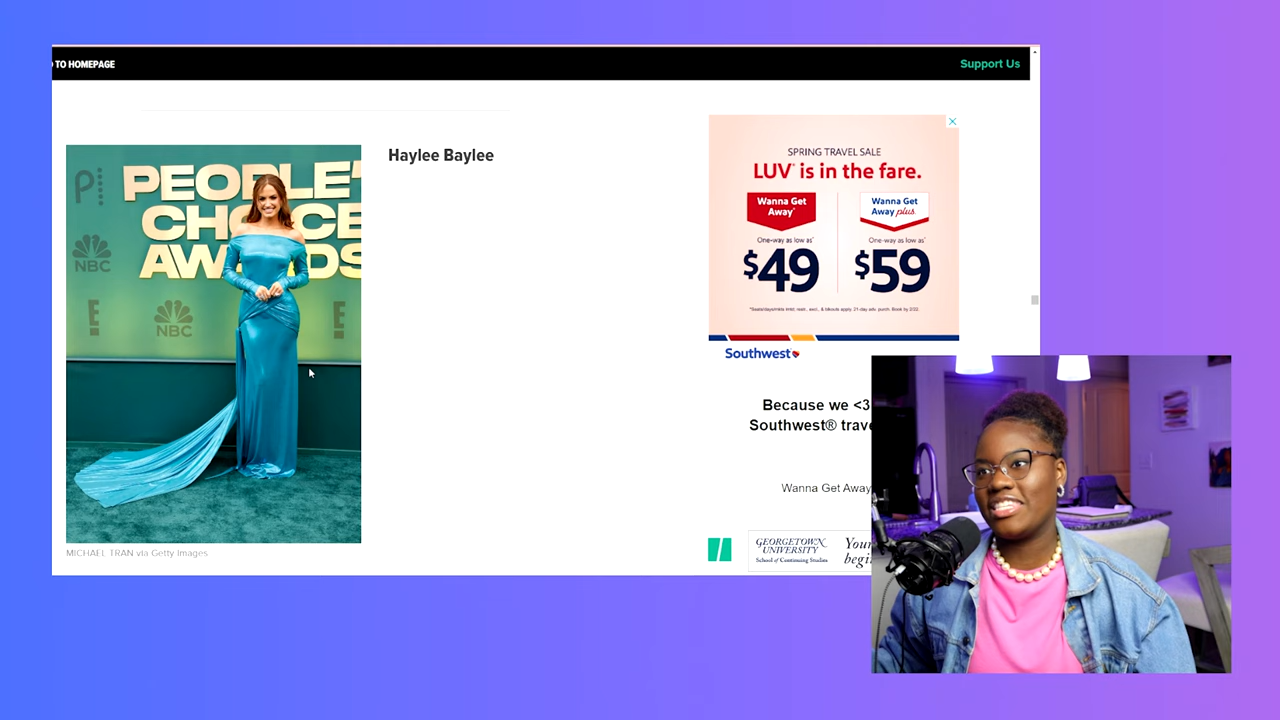 TO HOMEPAGE
Support Us
Haylee Baylee
PEOPLE'
CHOICE
AWARDS
NBC
E
NBC
E
MICHAEL TRAN via Getty Images
SPRING TRAVEL SALE
LUV is in the fare.
Wanna Get
Away
Wanna Get
Away plus
One-way as low as
One-way as low as
$49
$59
Southwest
Because we <3
Southwest® trave
Wanna Get Away
GEORGETOWN
UNIVERSITY
School of Continuing Studies
Your
begi